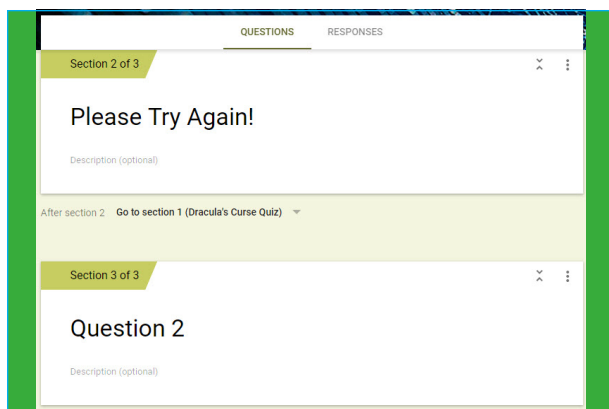 QUESTIONS RESPONSES
Section 2 of 3
Please Try Again!
Description (optional)
After section 2 Go to section 1 (Dracula's Curse Quiz)
Section 3 of 3
Question 2
Description (optional)